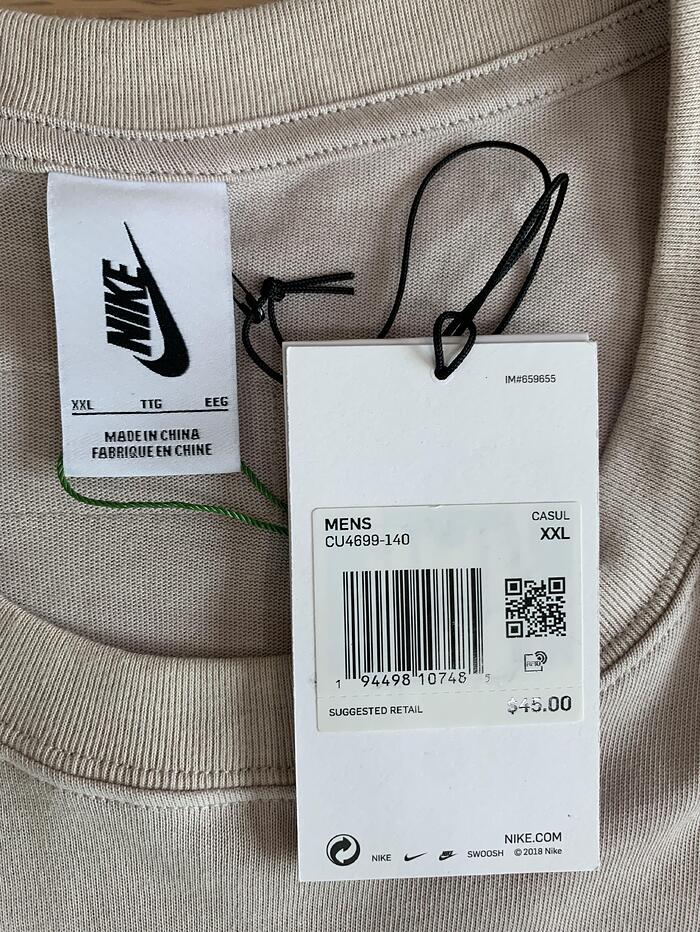 NIKE
XXL TTG EEG
MADE IN CHINA
FABRIQUE EN CHINE
IM#659655
MENS
CU4699-140
CASUL
XXL
1 94498 10748 5
RFID
SUGGESTED RETAIL
$45.00
NIKE.COM
NIKE SWOOSH © 2018 Nike